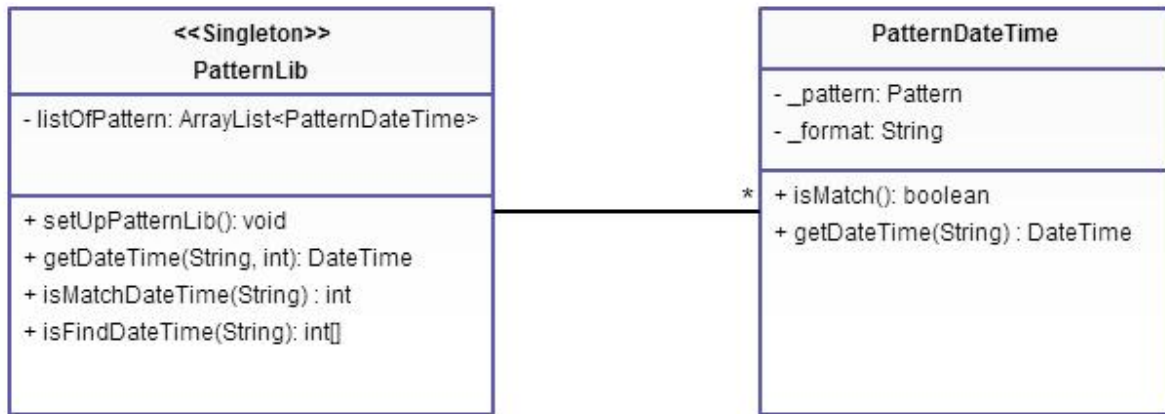 <<Singleton>>
PatternLib
- listOfPattern: ArrayList<PatternDateTime>
+ setUpPatternLib(): void
+ getDateTime(String, int): DateTime
+ isMatchDateTime(String) : int
+ isFindDateTime(String): int[]
*
PatternDateTime
- _pattern: Pattern
- _format: String
+ isMatch(): boolean
+ getDateTime(String) : DateTime